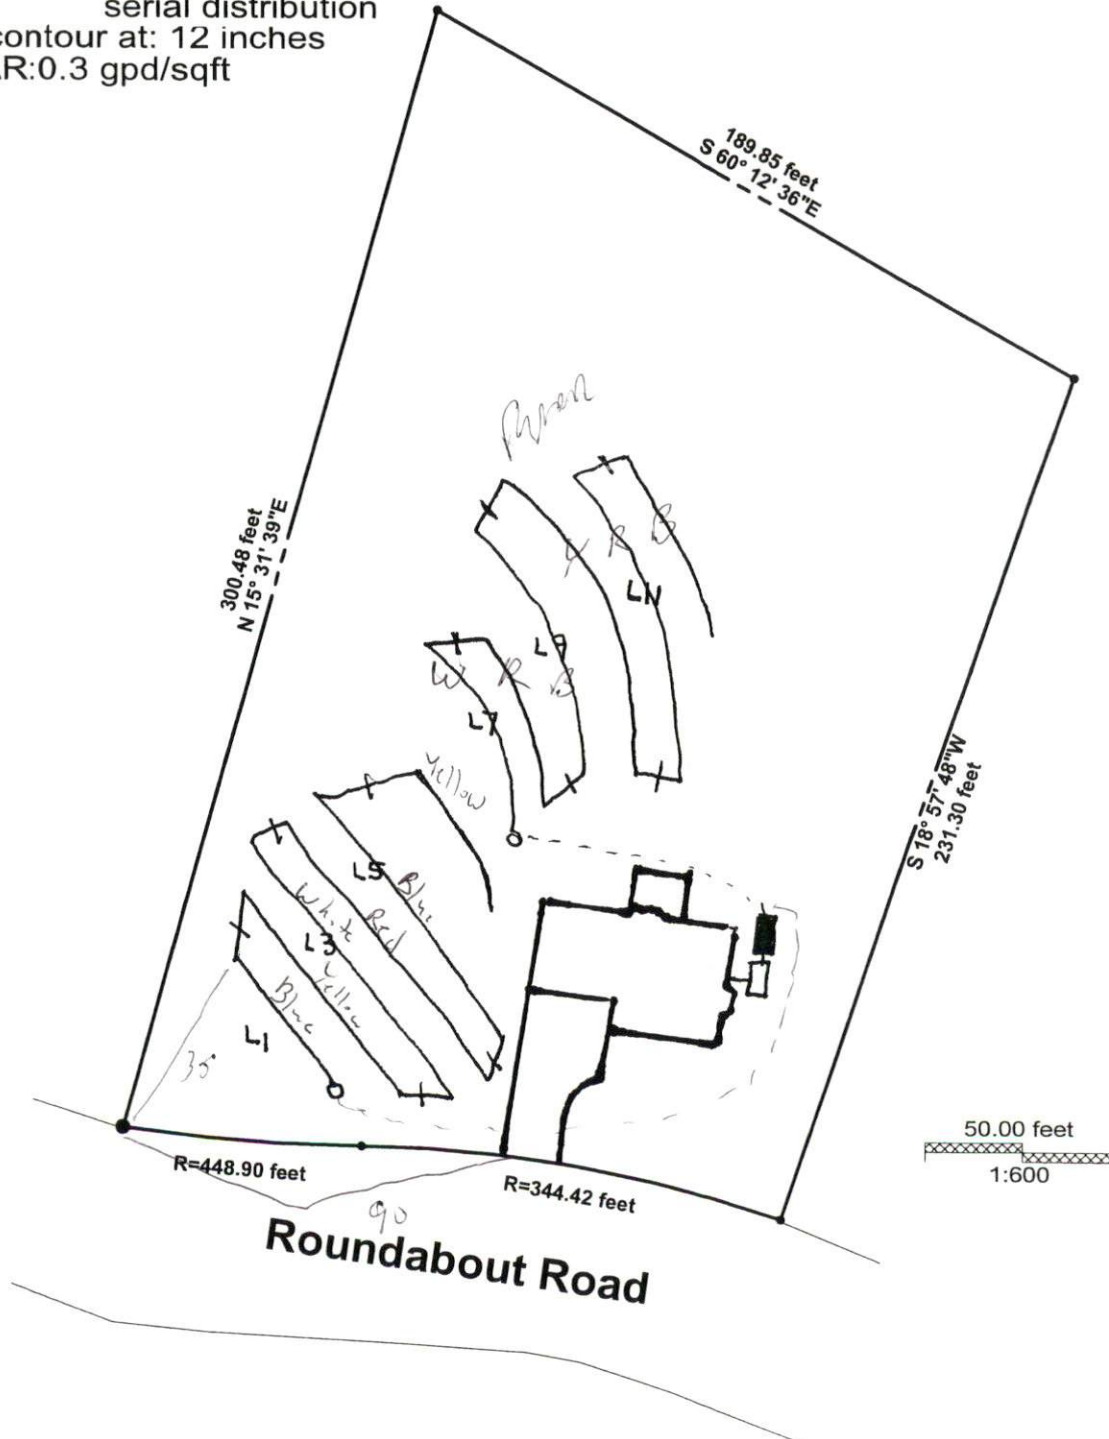 serial distribution
contour at: 12 inches
AR:0.3 gpd/sqft
189.85 feet
S 60° 12' 36"E
300.48 feet
N 15° 31' 39"E
Y R B
LN
L9
W R B
L7
Yellow
S 18° 57' 48"W
231.30 feet
L5
Blue
White
Red
L3
Yellow
Blue
L1
35
50.00 feet
1:600
R=448.90 feet
R=344.42 feet
90
Roundabout Road